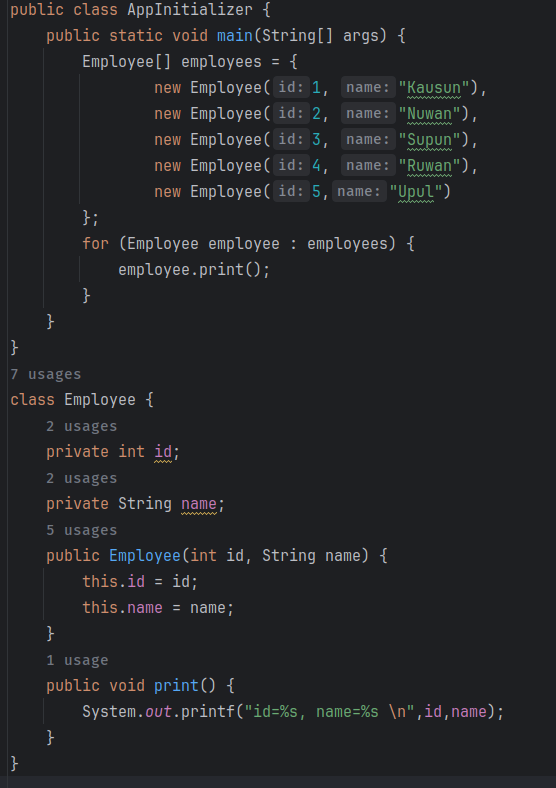 public class AppInitializer {
public static void main(String[] args) {
Employee[] employees = {
new Employee( id: 1, name: "Kausun"),
new Employee( id: 2, name: "Nuwan"),
new Employee( id: 3, name: "Supun"),
new Employee( id: 4, name: "Ruwan"),
new Employee( id: 5, name: "Upul")
};
for (Employee employee : employees) {
employee.print();
}
}
}
7 usages
class Employee {
2 usages
private int id;
2 usages
private String name;
5 usages
public Employee(int id, String name) {
this.id = id;
this.name = name;
}
1 usage
public void print() {
System.out.printf("id=%s, name=%s \n",id,name);
}
}